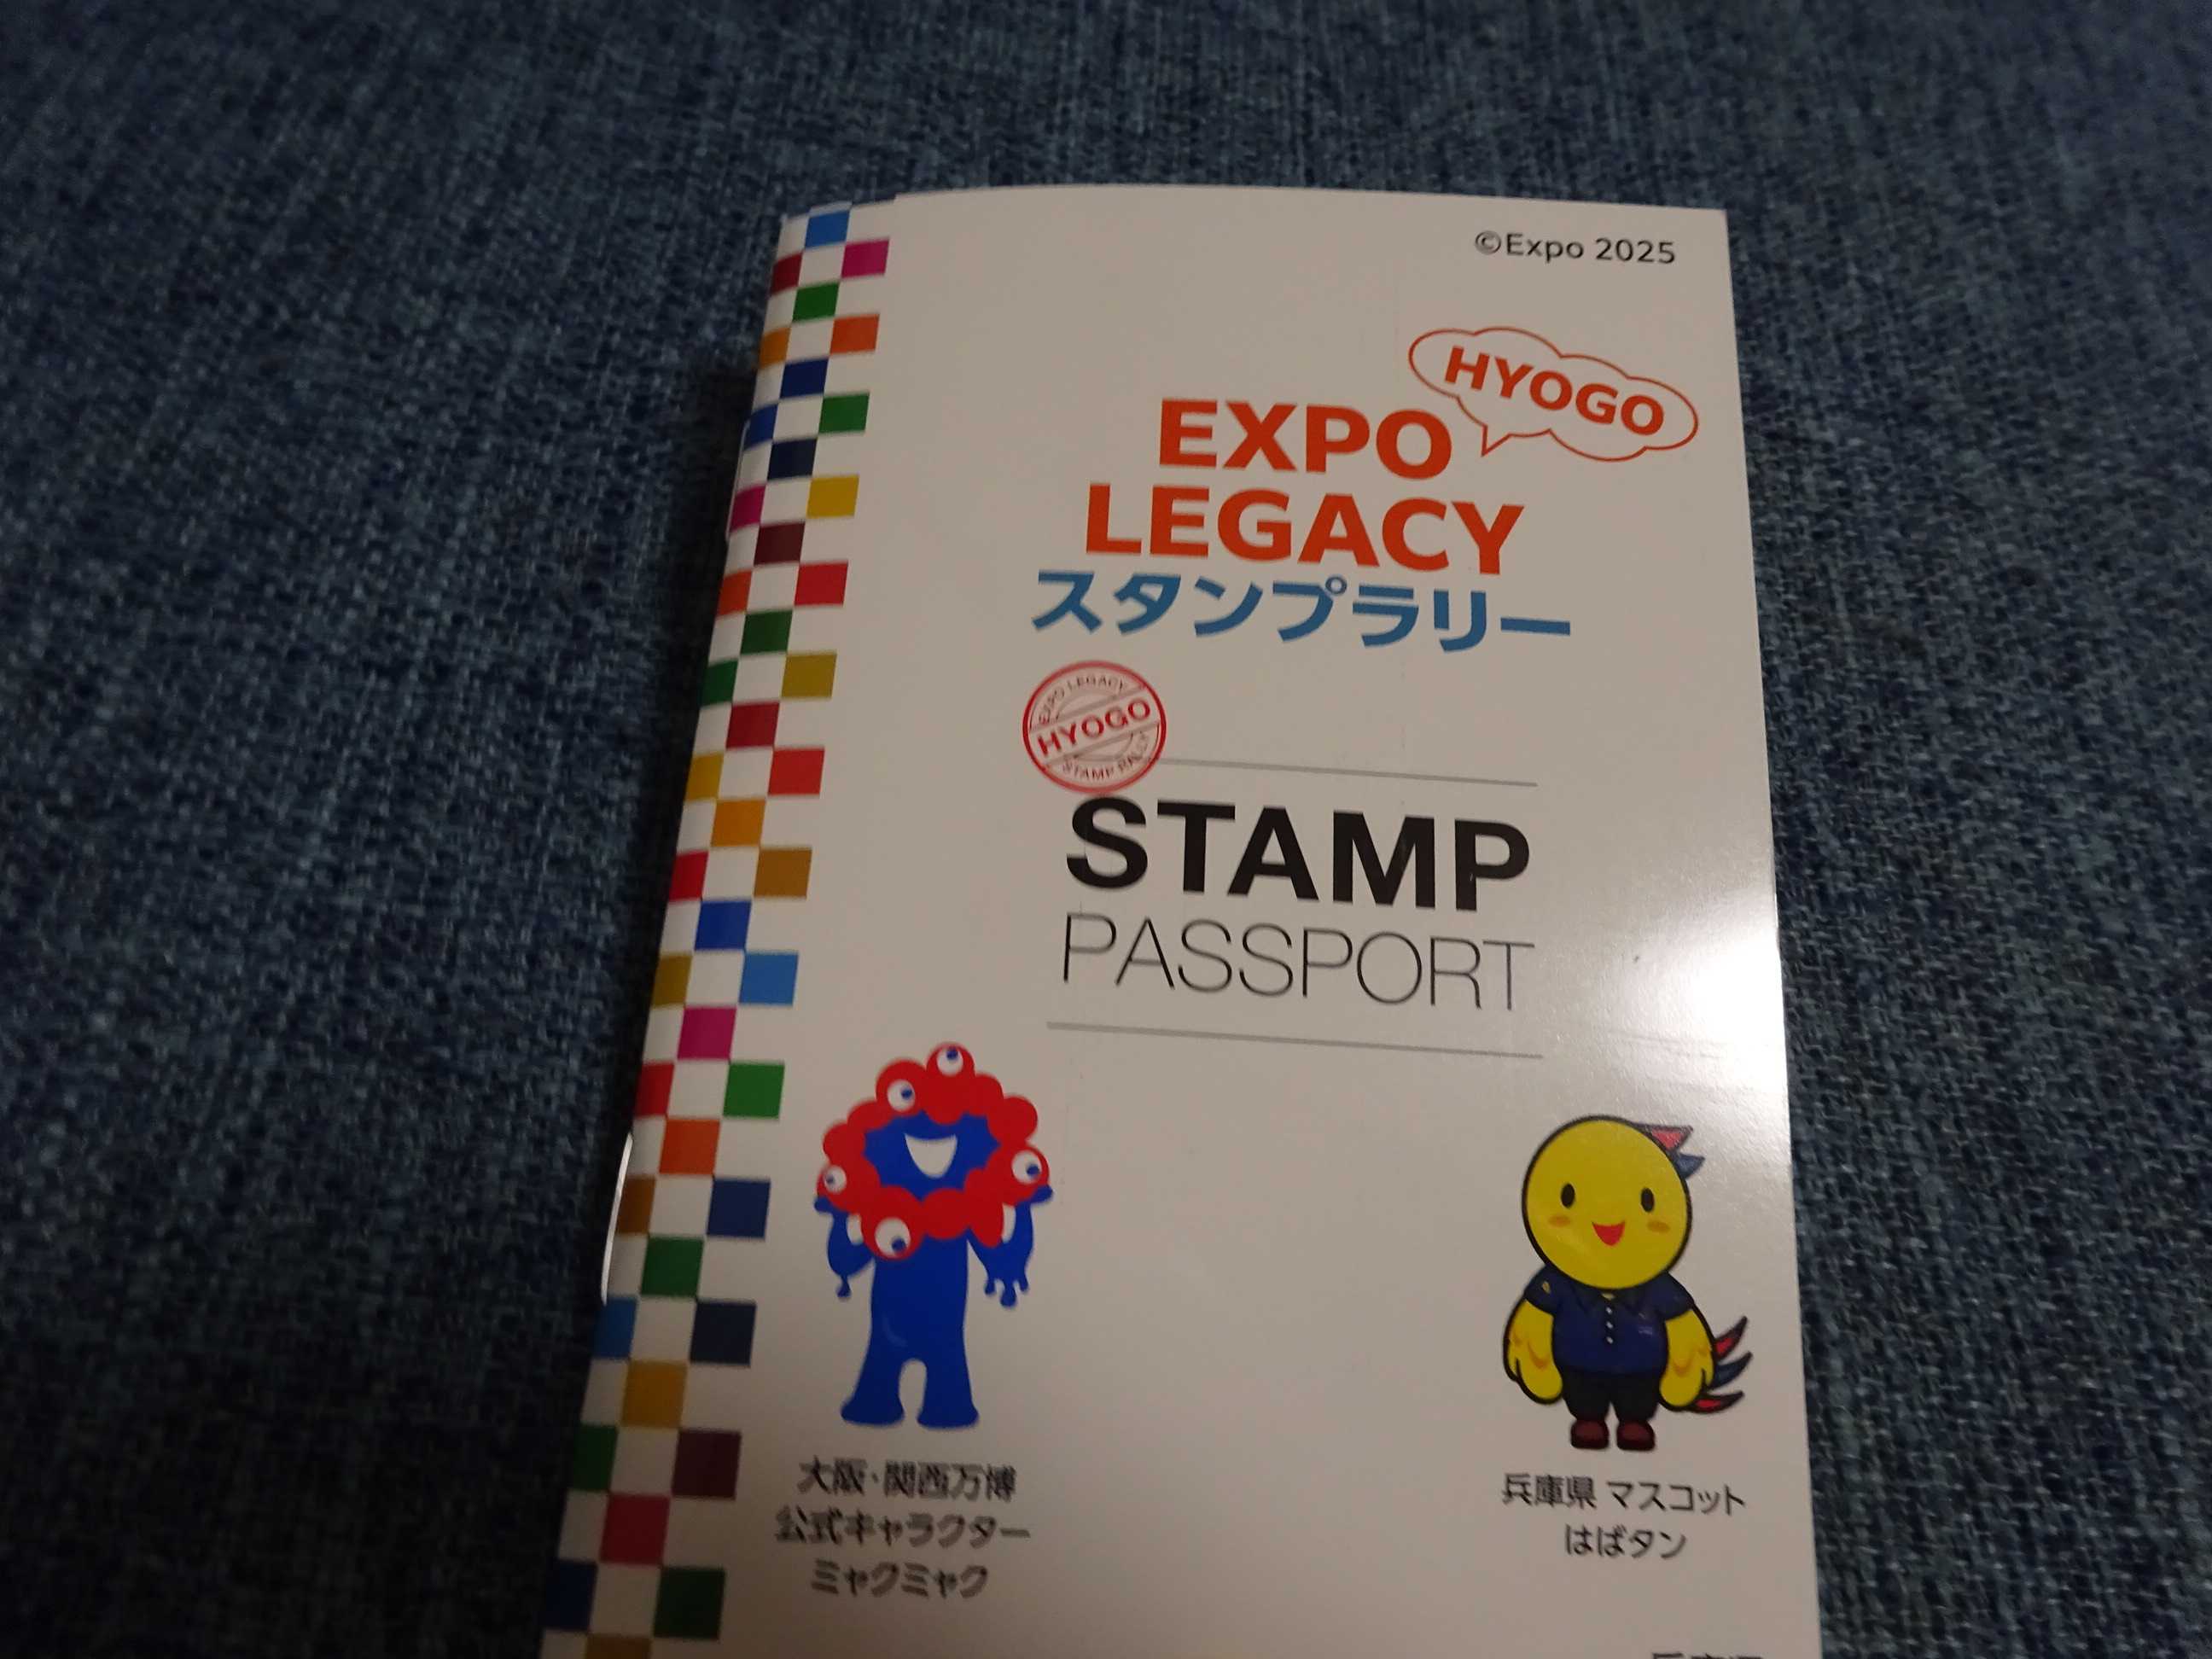 ©Expo 2025
HYOGO
EXPO
LEGACY
スタンプラリー
EXPO LEGACY
HYOGO
STAMP RALLY
STAMP
PASSPORT
大阪・関西万博
公式キャラクター
ミャクミャク
兵庫県 マスコット
はばタン